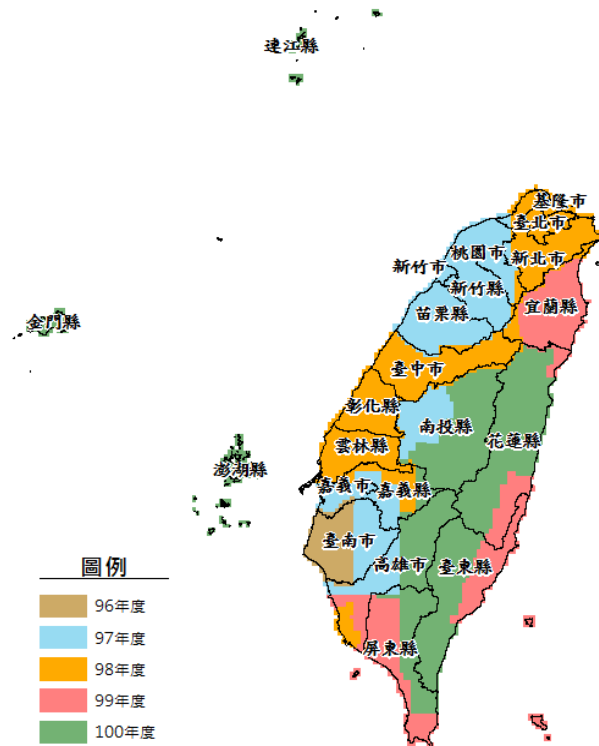 連江縣
基隆市
臺北市
桃園市
新北市
新竹市
新竹縣
宜蘭縣
苗栗縣
金門縣
臺中市
彰化縣
南投縣
花蓮縣
雲林縣
澎湖縣
嘉義市
嘉義縣
臺南市
高雄市
臺東縣
屏東縣
圖例
96年度
97年度
98年度
99年度
100年度